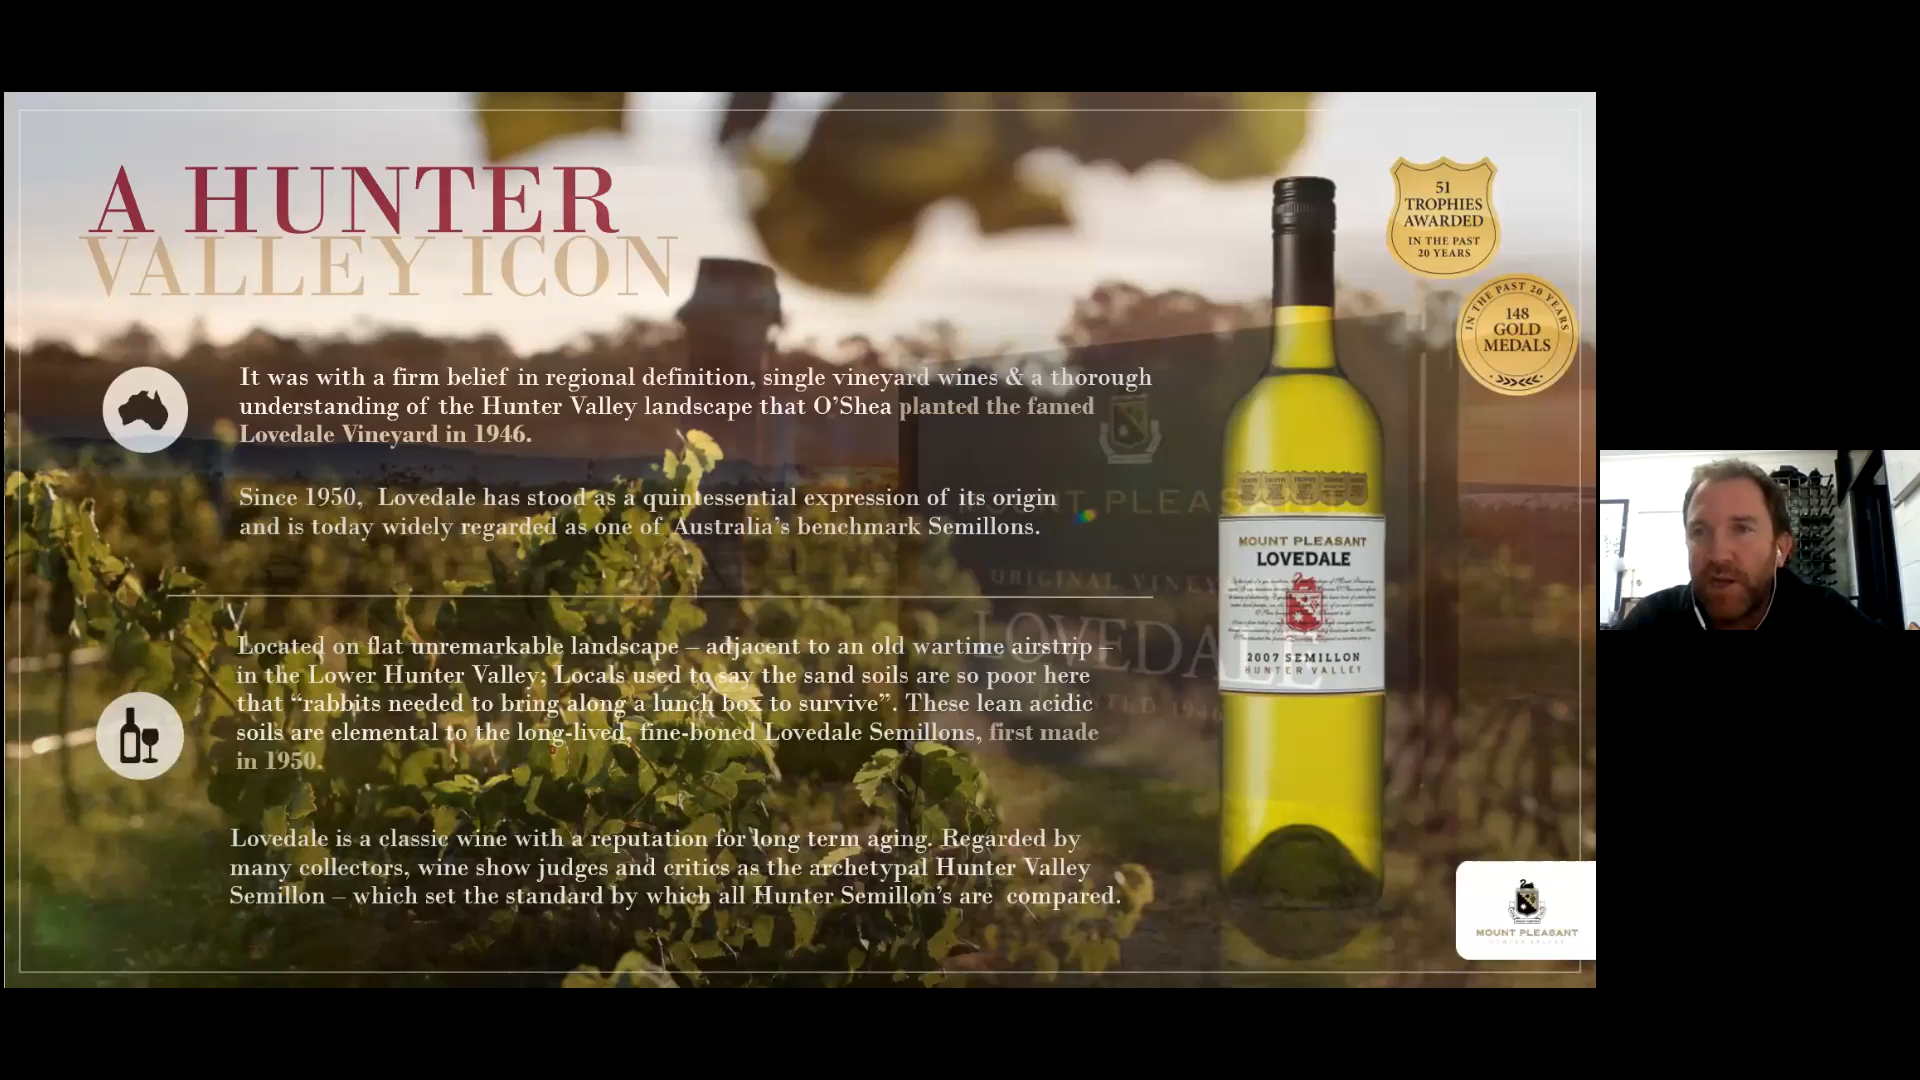 A HUNTER
VALLEY ICON
51
TROPHIES
AWARDED
IN THE PAST
20 YEARS
IN THE PAST 20 YEARS
148
GOLD
MEDALS
It was with a firm belief in regional definition, single vineyard wines & a thorough
understanding of the Hunter Valley landscape that O'Shea planted the famed
Lovedale Vineyard in 1946.
Since 1950, Lovedale has stood as a quintessential expression of its origin
and is today widely regarded as one of Australia's benchmark Semillons.
Located on flat unremarkable landscape – adjacent to an old wartime airstrip –
in the Lower Hunter Valley; Locals used to say the sand soils are so poor here
that “rabbits needed to bring along a lunch box to survive”. These lean acidic
soils are elemental to the long-lived, fine-boned Lovedale Semillons, first made
in 1950.
Lovedale is a classic wine with a reputation for long term aging. Regarded by
many collectors, wine show judges and critics as the archetypal Hunter Valley
Semillon – which set the standard by which all Hunter Semillon's are compared.
MOUNT PLEASANT
LOVEDALE
2007 SEMILLON
HUNTER VALLEY
ORIGINAL
LOVEDALE
1946
MOUNT PLEASANT
HUNTER VALLEY